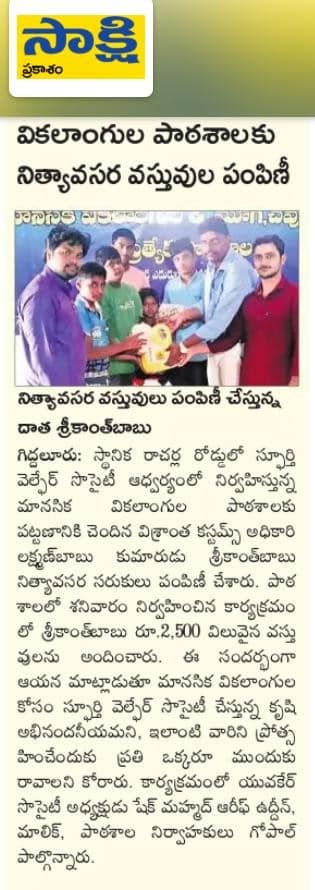 సాక్షి
ప్రకాశం
వికలాంగుల పాఠశాలకు
నిత్యావసర వస్తువుల పంపిణీ
నిత్యావసర వస్తువులు పంపిణీ చేస్తున్న
దాత శ్రీకాంత్‌బాబు
గిద్దలూరు: స్థానిక రాచర్ల రోడ్డులో స్ఫూర్తి
వెల్ఫేర్ సొసైటీ ఆధ్వర్యంలో నిర్వహిస్తున్న
మానసిక వికలాంగుల పాఠశాలకు
పట్టణానికి చెందిన విశ్రాంత కస్టమ్స్ అధికారి
లక్ష్మణ్‌బాబు కుమారుడు శ్రీకాంత్‌బాబు
నిత్యావసర సరుకులు పంపిణీ చేశారు. పాఠ
శాలలో శనివారం నిర్వహించిన కార్యక్రమం
లో శ్రీకాంత్‌బాబు రూ.2,500 విలువైన వస్తు
వులను అందించారు. ఈ సందర్భంగా
ఆయన మాట్లాడుతూ మానసిక వికలాంగుల
కోసం స్ఫూర్తి వెల్ఫేర్ సొసైటీ చేస్తున్న కృషి
అభినందనీయమని, ఇలాంటి వారిని ప్రోత్స
హించేందుకు ప్రతి ఒక్కరూ ముందుకు
రావాలని కోరారు. కార్యక్రమంలో యువకేర్
సొసైటీ అధ్యక్షుడు షేక్ మహ్మద్ ఆరీఫ్ ఉద్దీన్,
మాలిక్, పాఠశాల నిర్వాహకులు గోపాల్
పాల్గొన్నారు.